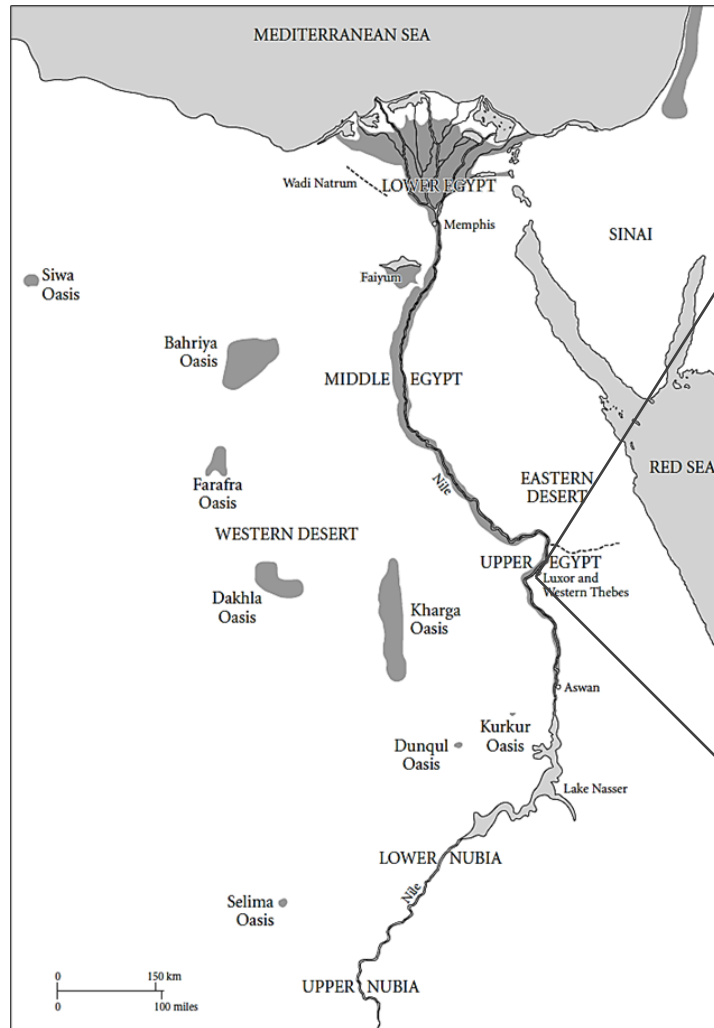 MEDITERRANEAN SEA
Wadi Natrum
LOWER EGYPT
Memphis
SINAI
Siwa
Oasis
Faiyum
Bahriya
Oasis
MIDDLE EGYPT
Farafra
Oasis
Nile
EASTERN
DESERT
RED SEA
WESTERN DESERT
UPPER EGYPT
Luxor and
Western Thebes
Dakhla
Oasis
Kharga
Oasis
Aswan
Kurkur
Oasis
Dunqul
Oasis
Lake Nasser
LOWER NUBIA
Nile
Selima
Oasis
UPPER NUBIA
0 150 km
0 100 miles